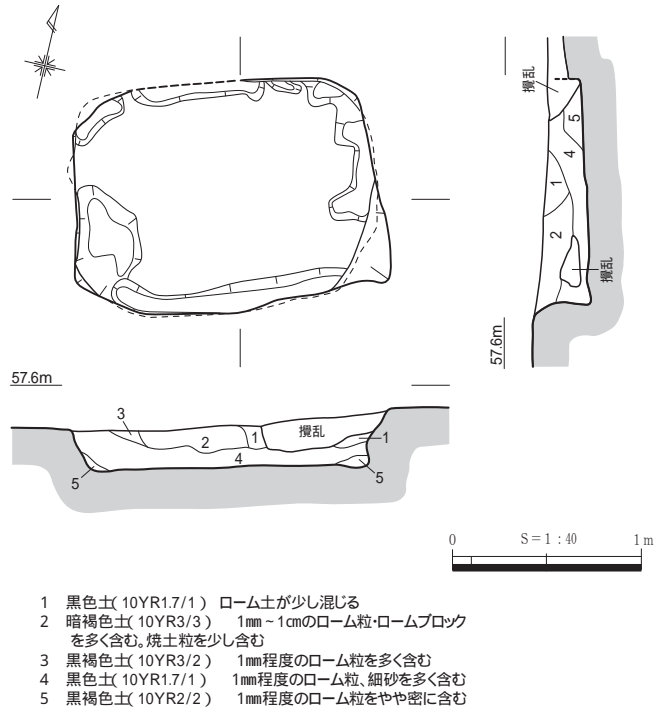 攪乱
5
4
1
2
攪乱
57.6m
57.6m
3
2
1
攪乱
1
4
5
5
0
S = 1 : 40
1 m
1 黒色土( 10YR1.7/1 ) ローム土が少し混じる
2 暗褐色土( 10YR3/3 ) 1mm ~ 1cmのローム粒・ロームブロック
を多く含む。焼土粒を少し含む
3 黒褐色土( 10YR3/2 ) 1mm程度のローム粒を多く含む
4 黒色土( 10YR1.7/1 ) 1mm程度のローム粒、細砂を多く含む
5 黒褐色土( 10YR2/2 ) 1mm程度のローム粒をやや密に含む